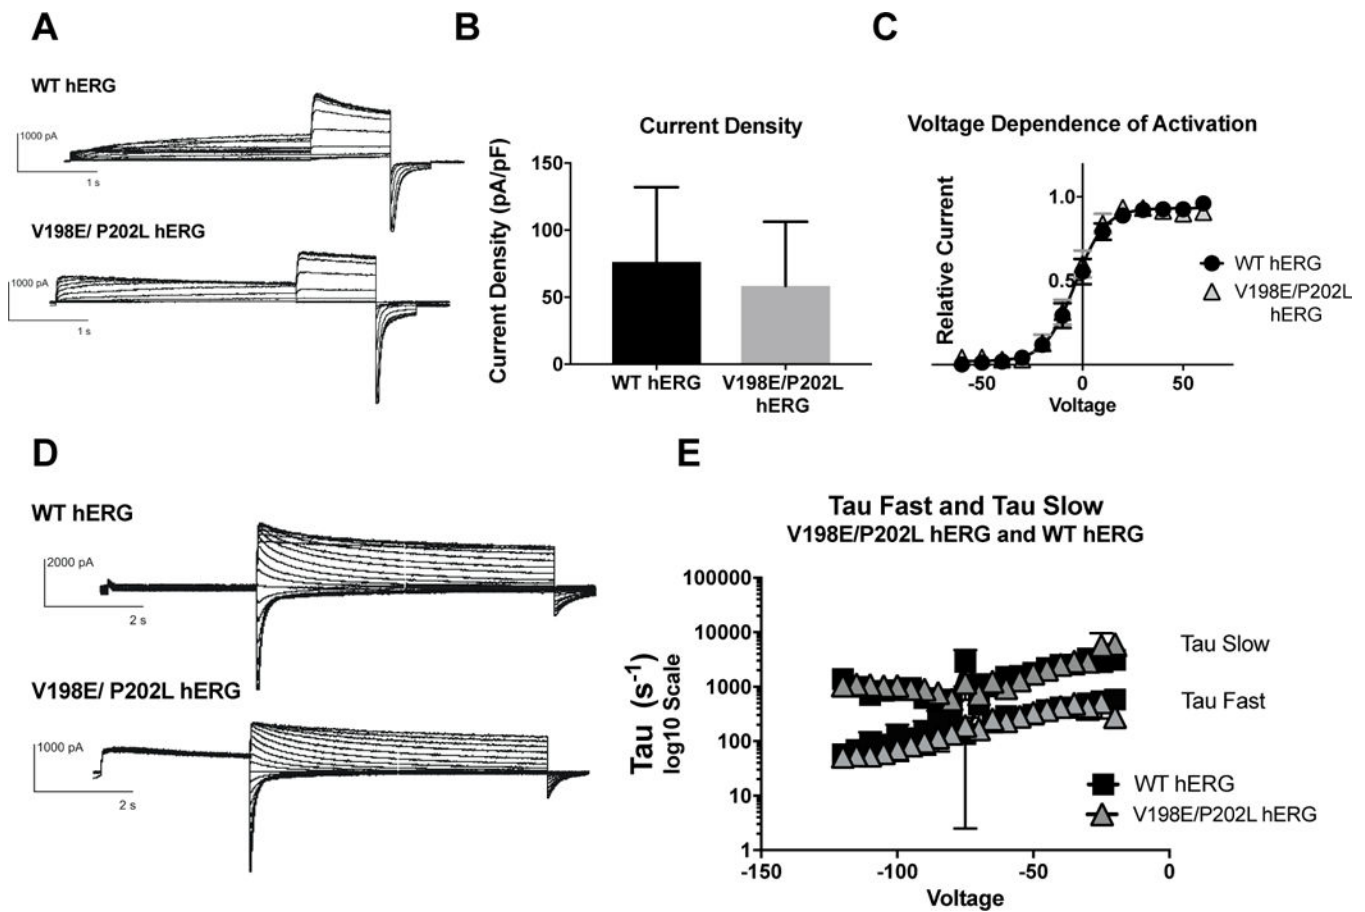 A
WT hERG
1000 pA
1 s
V198E/ P202L hERG
1000 pA
1 s
B
Current Density
Current Density (pA/pF)
150
100
50
0
WT hERG
V198E/P202L
hERG
C
Voltage Dependence of Activation
Relative Current
1.0
0.5
-50
0
50
Voltage
WT hERG
V198E/P202L
hERG
D
WT hERG
2000 pA
2 s
V198E/ P202L hERG
1000 pA
2 s
E
Tau Fast and Tau Slow
V198E/P202L hERG and WT hERG
Tau (s⁻¹)
log10 Scale
100000
10000
1000
100
10
1
-150
-100
-50
0
Voltage
Tau Slow
Tau Fast
WT hERG
V198E/P202L hERG